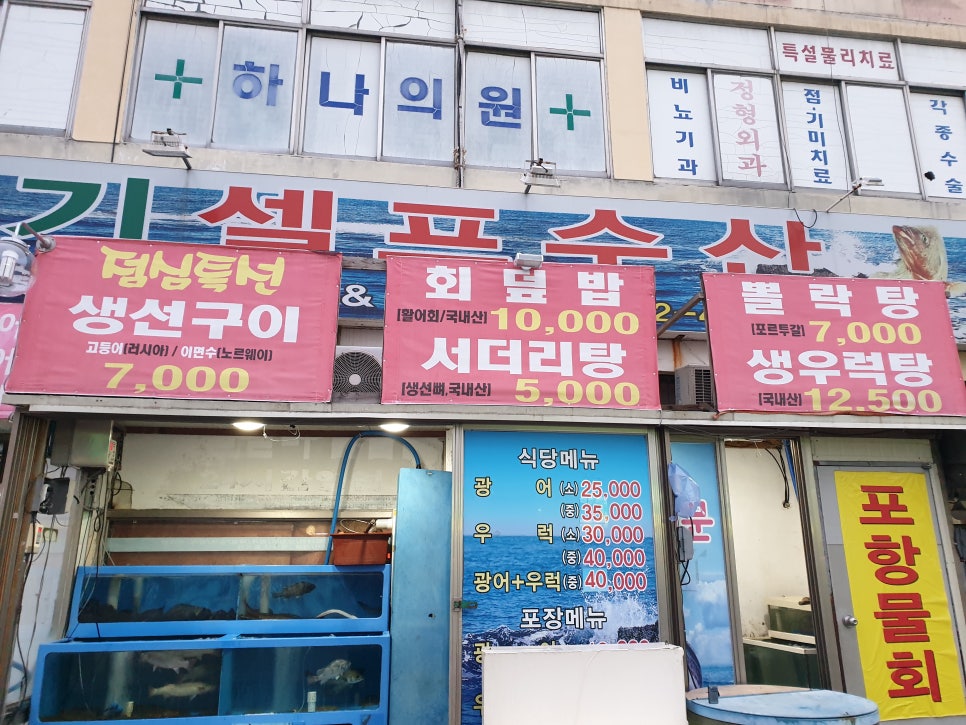 하나의원
특설물리치료
비뇨기과
정형외과
점·기미치료
각종수술
셀프수산
점심특선
생선구이
고등어(러시아) / 이면수(노르웨이)
7,000
회덮밥
[활어회/국내산] 10,000
서더리탕
[생선뼈,국내산] 5,000
별락탕
[포르투갈] 7,000
생우럭탕
[국내산] 12,500
식당메뉴
광어 (소) 25,000
(중) 35,000
우럭 (소) 30,000
(중) 40,000
광어+우럭 (중) 40,000
포장메뉴
포항물회